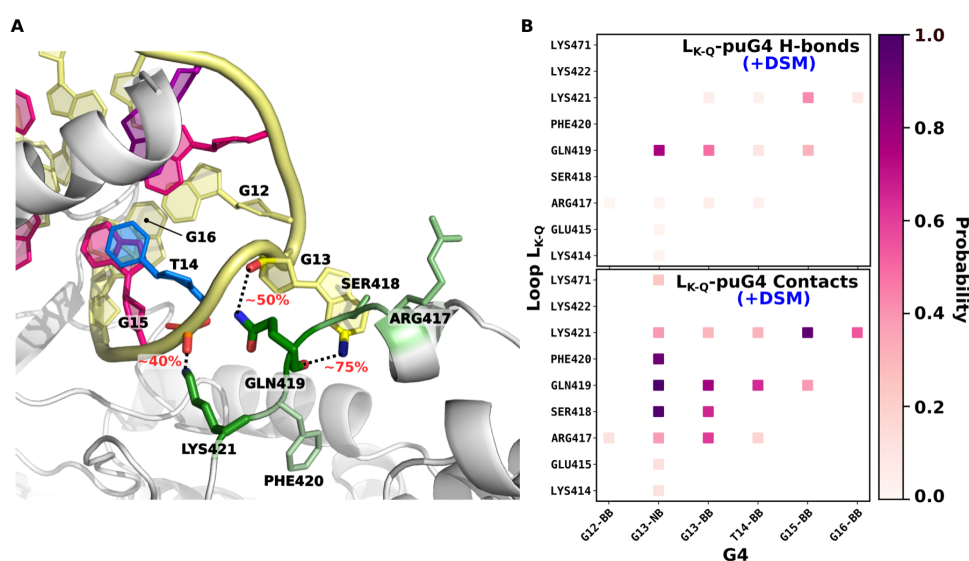 A
G12
G16
G13
T14
SER418
~50%
G15
ARG417
~40%
~75%
GLN419
LYS421
PHE420
B
L_K-Q-puG4 H-bonds
(+DSM)
LYS471
LYS422
LYS421
PHE420
GLN419
SER418
ARG417
GLU415
LYS414
L_K-Q-puG4 Contacts
(+DSM)
LYS471
LYS422
LYS421
PHE420
GLN419
SER418
ARG417
GLU415
LYS414
Loop L_K-Q
G12-BB
G13-NB
G13-BB
T14-BB
G15-BB
G16-BB
G4
1.0
0.8
0.6
0.4
0.2
0.0
Probability